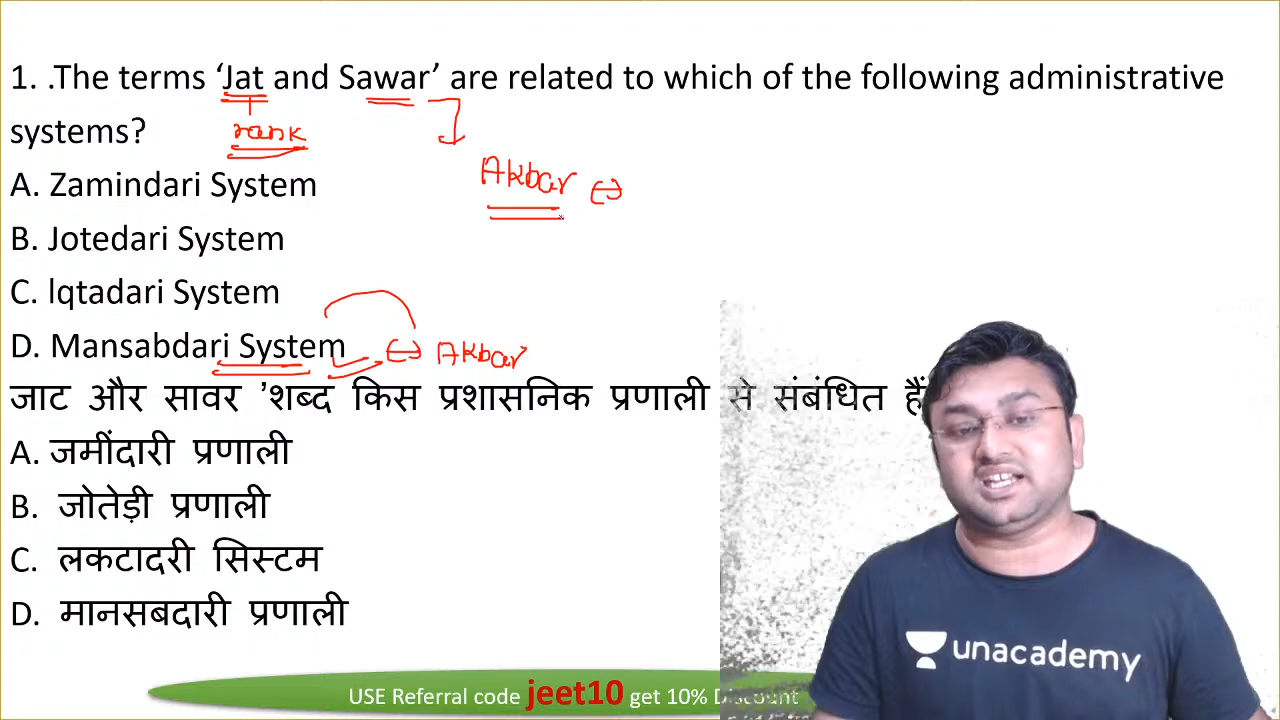 1. .The terms ‘Jat and Sawar’ are related to which of the following administrative
systems?
rank
Akbar
A. Zamindari System
B. Jotedari System
C. lqtadari System
D. Mansabdari System
Akbar
जाट और सावर ’शब्द किस प्रशासनिक प्रणाली से संबंधित हैं
A. जमींदारी प्रणाली
B. जोतेड़ी प्रणाली
C. लकटादरी सिस्टम
D. मानसबदारी प्रणाली
unacademy
USE Referral code jeet10 get 10% Discount